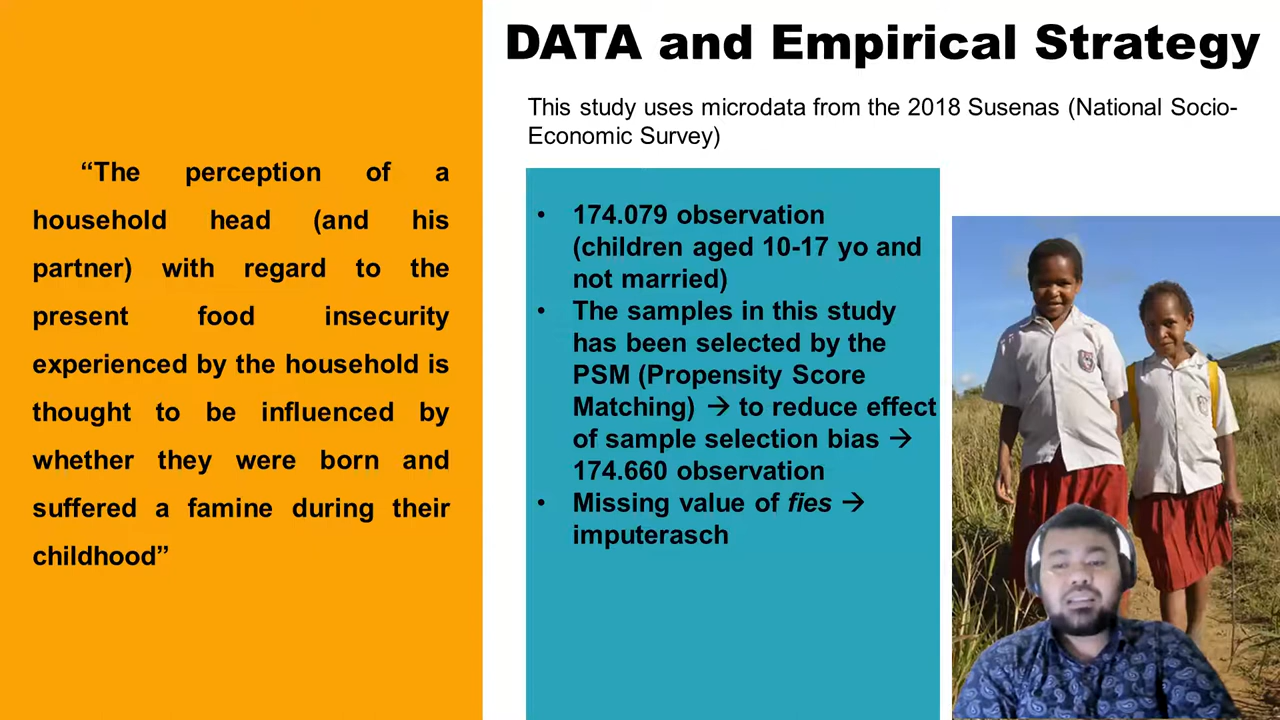 DATA and Empirical Strategy
This study uses microdata from the 2018 Susenas (National Socio-
Economic Survey)
“The perception of a
household head (and his
partner) with regard to the
present food insecurity
experienced by the household is
thought to be influenced by
whether they were born and
suffered a famine during their
childhood”
• 174.079 observation
(children aged 10-17 yo and
not married)
• The samples in this study
has been selected by the
PSM (Propensity Score
Matching) → to reduce effect
of sample selection bias →
174.660 observation
• Missing value of fies →
imputerasch